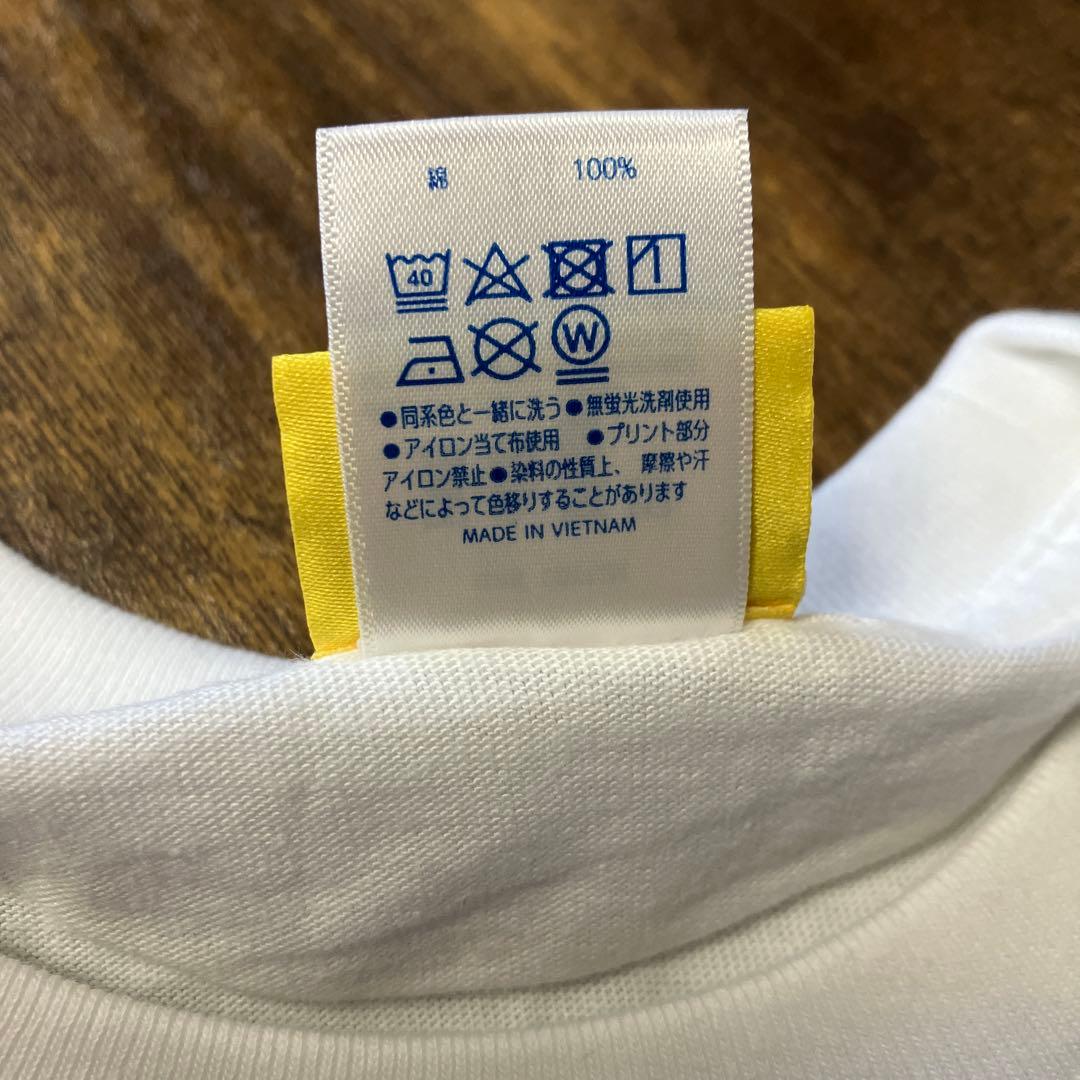 綿 100%
40
W
●同系色と一緒に洗う ●無蛍光洗剤使用
●アイロン当て布使用 ●プリント部分
アイロン禁止 ●染料の性質上、摩擦や汗
などによって色移りすることがあります
MADE IN VIETNAM